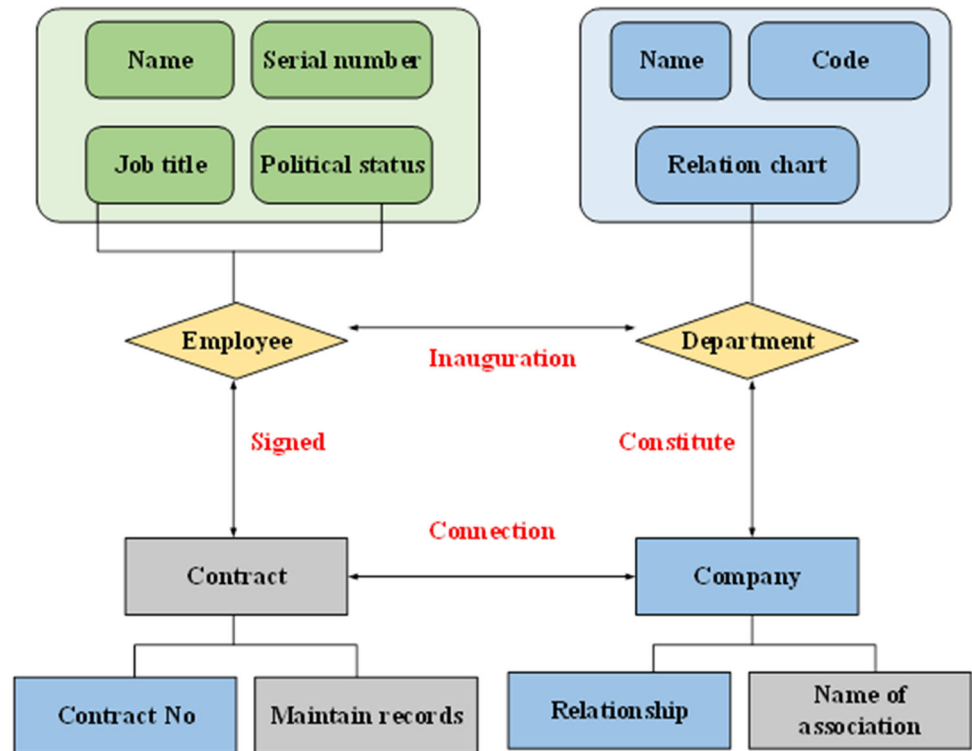 Name
Serial number
Name
Code
Job title
Political status
Relation chart
Employee
Department
Inauguration
Signed
Constitute
Connection
Contract
Company
Contract No
Maintain records
Relationship
Name of
association